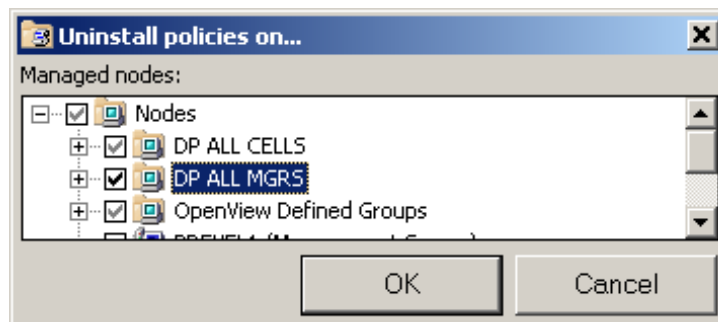 Uninstall policies on...
Managed nodes:
Nodes
DP ALL CELLS
DP ALL MGRS
OpenView Defined Groups
OK Cancel